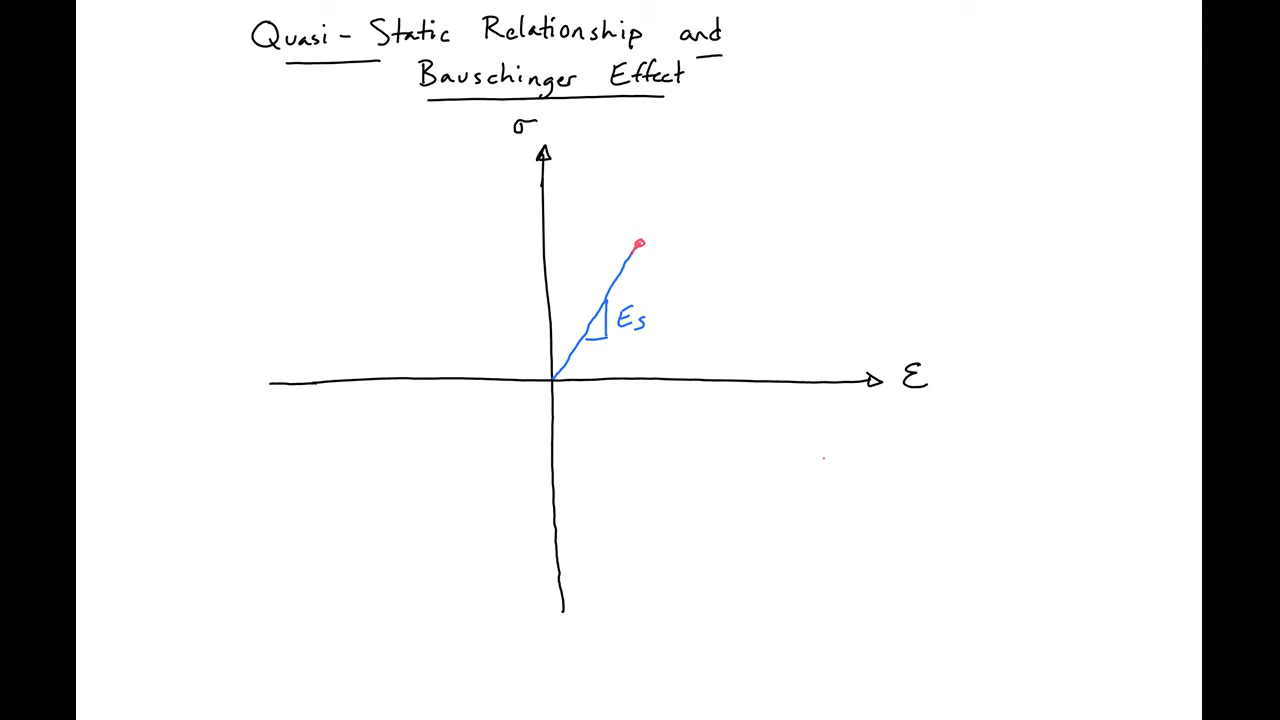 Quasi - Static Relationship and
Bauschinger Effect
σ
Es
ε